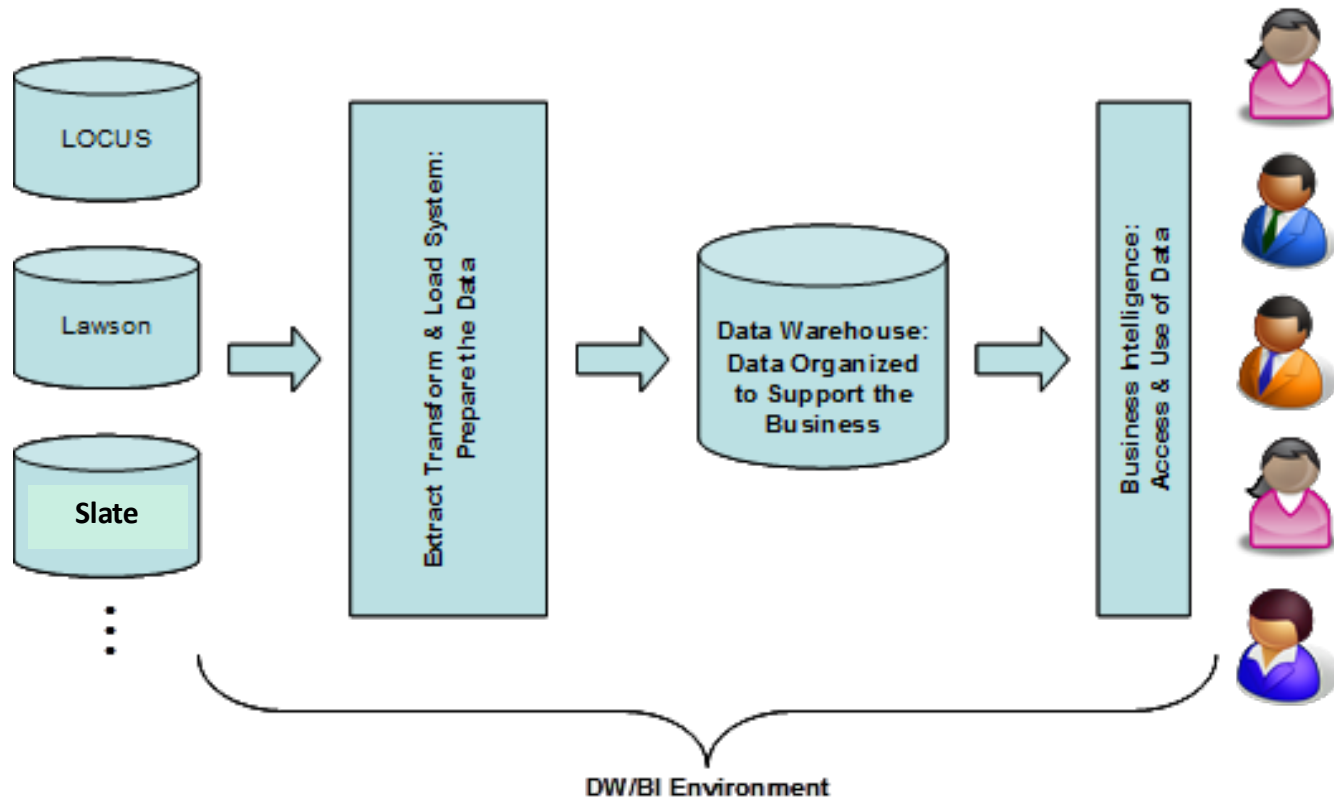 LOCUS
Lawson
Slate
Extract Transform & Load System:
Prepare the Data
Data Warehouse:
Data Organized
to Support the
Business
Business Intelligence:
Access & Use of Data
DW/BI Environment